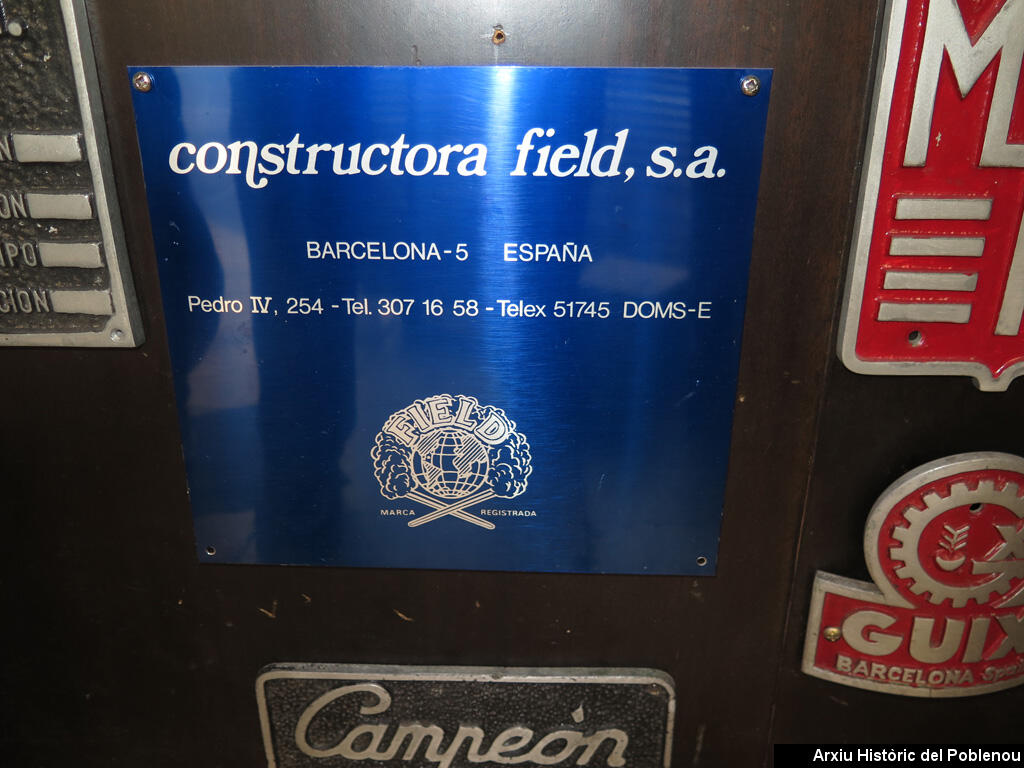 constructora field, s.a.
BARCELONA-5 ESPAÑA
Pedro IV, 254 - Tel. 307 16 58 - Telex 51745 DOMS-E
FIELD
MARCA REGISTRADA
Campeón
BARCELONA
Arxiu Històric del Poblenou